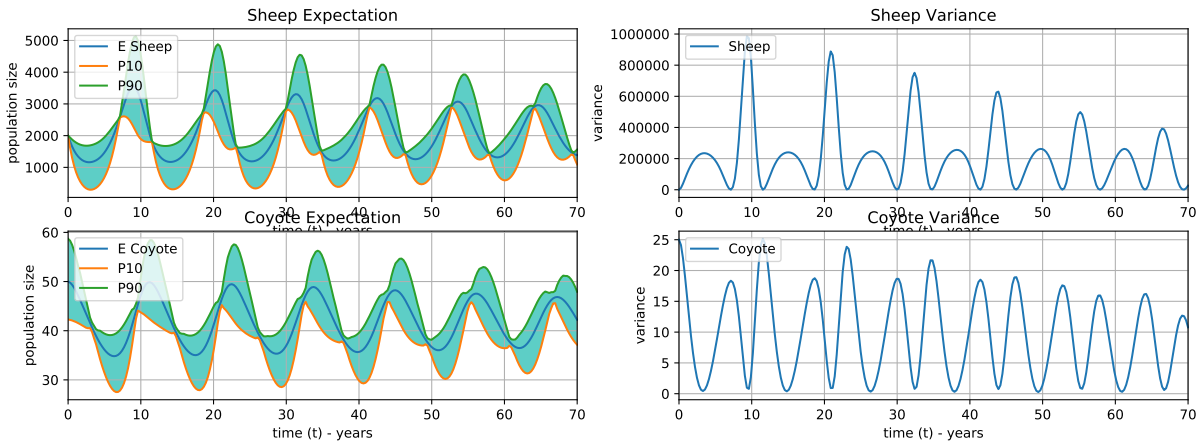 Sheep Expectation
5000
4000
3000
2000
1000
population size
E Sheep
P10
P90
0 10 20 30 40 50 60 70
time (t) - years
Sheep Variance
1000000
800000
600000
400000
200000
0
variance
Sheep
0 10 20 30 40 50 60 70
time (t) - years
Coyote Expectation
60
50
40
30
population size
E Coyote
P10
P90
0 10 20 30 40 50 60 70
time (t) - years
Coyote Variance
25
20
15
10
5
0
variance
Coyote
0 10 20 30 40 50 60 70
time (t) - years